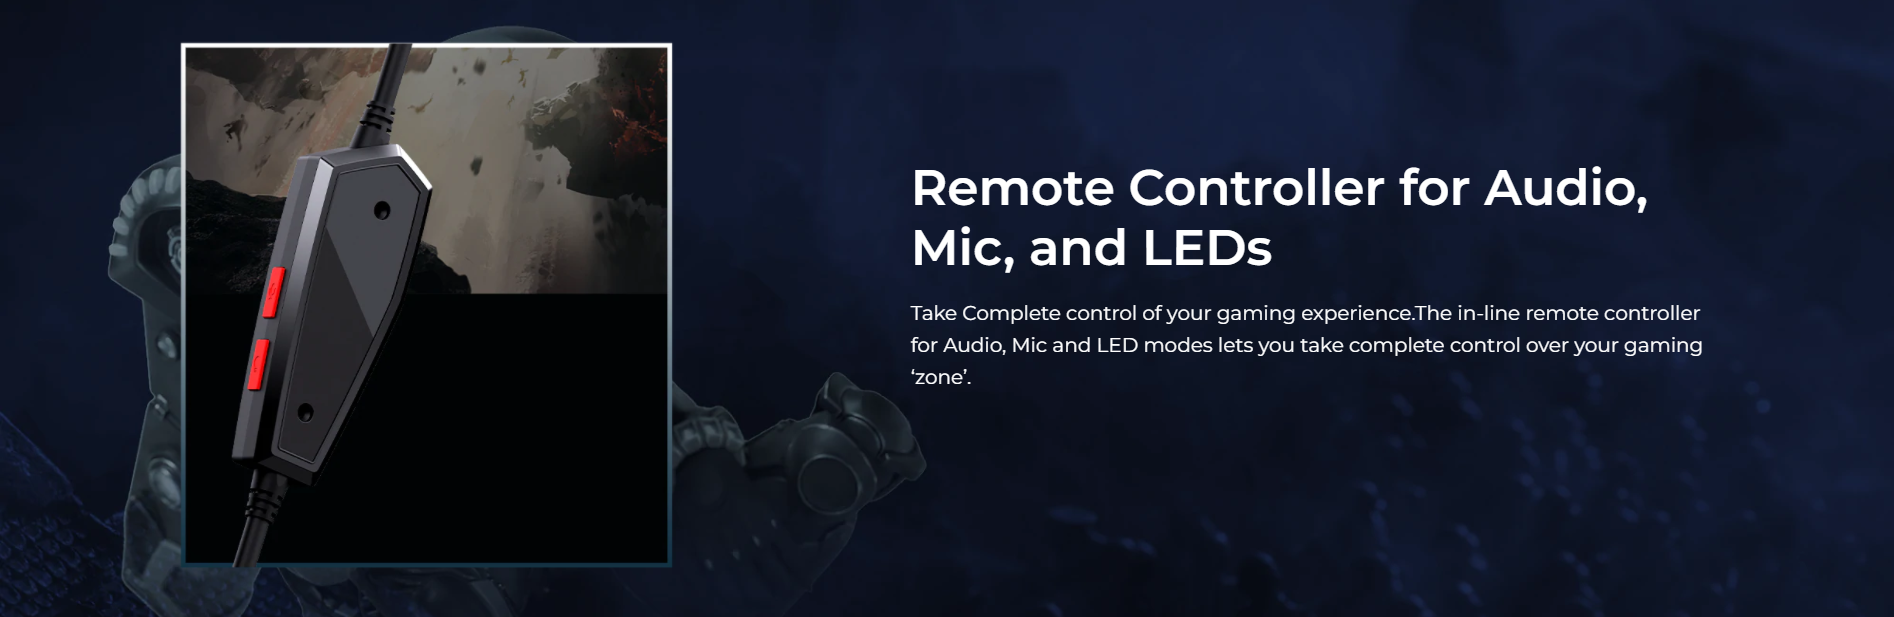 Remote Controller for Audio,
Mic, and LEDs
Take Complete control of your gaming experience.The in-line remote controller
for Audio, Mic and LED modes lets you take complete control over your gaming
‘zone’.